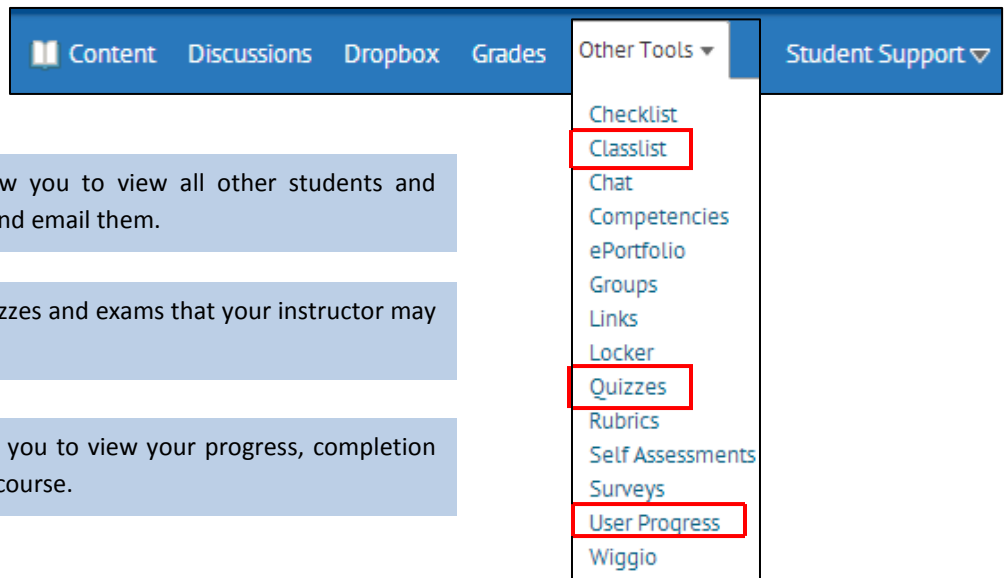 Content Discussions Dropbox Grades Other Tools Student Support
Checklist
Classlist
Chat
Competencies
ePortfolio
Groups
Links
Locker
Quizzes
Rubrics
Self Assessments
Surveys
User Progress
Wiggio
you to view all other students and
email them.
and exams that your instructor may
you to view your progress, completion
course.